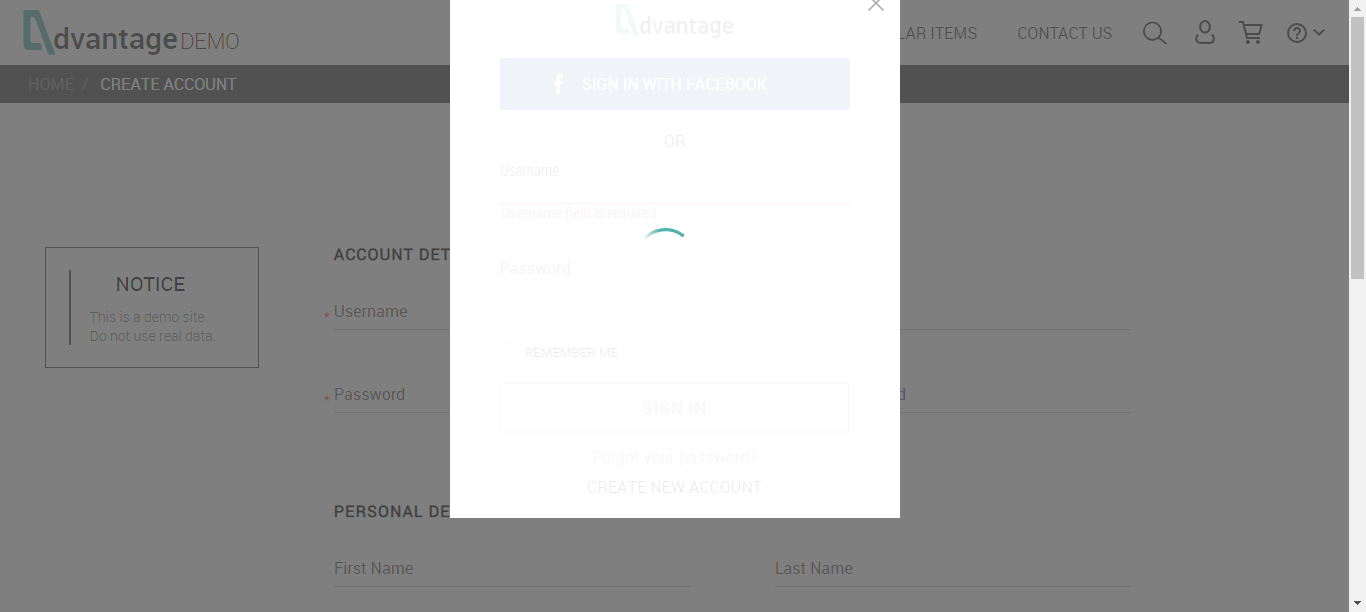 dvantage DEMO
dvantage
LAR ITEMS
CONTACT US
HOME / CREATE ACCOUNT
SIGN IN WITH FACEBOOK
OR
Username
Username field is required
Password
REMEMBER ME
SIGN IN
Forgot your password?
CREATE NEW ACCOUNT
NOTICE
This is a demo site.
Do not use real data.
ACCOUNT DET
Username
Password
d
PERSONAL DE
First Name
Last Name